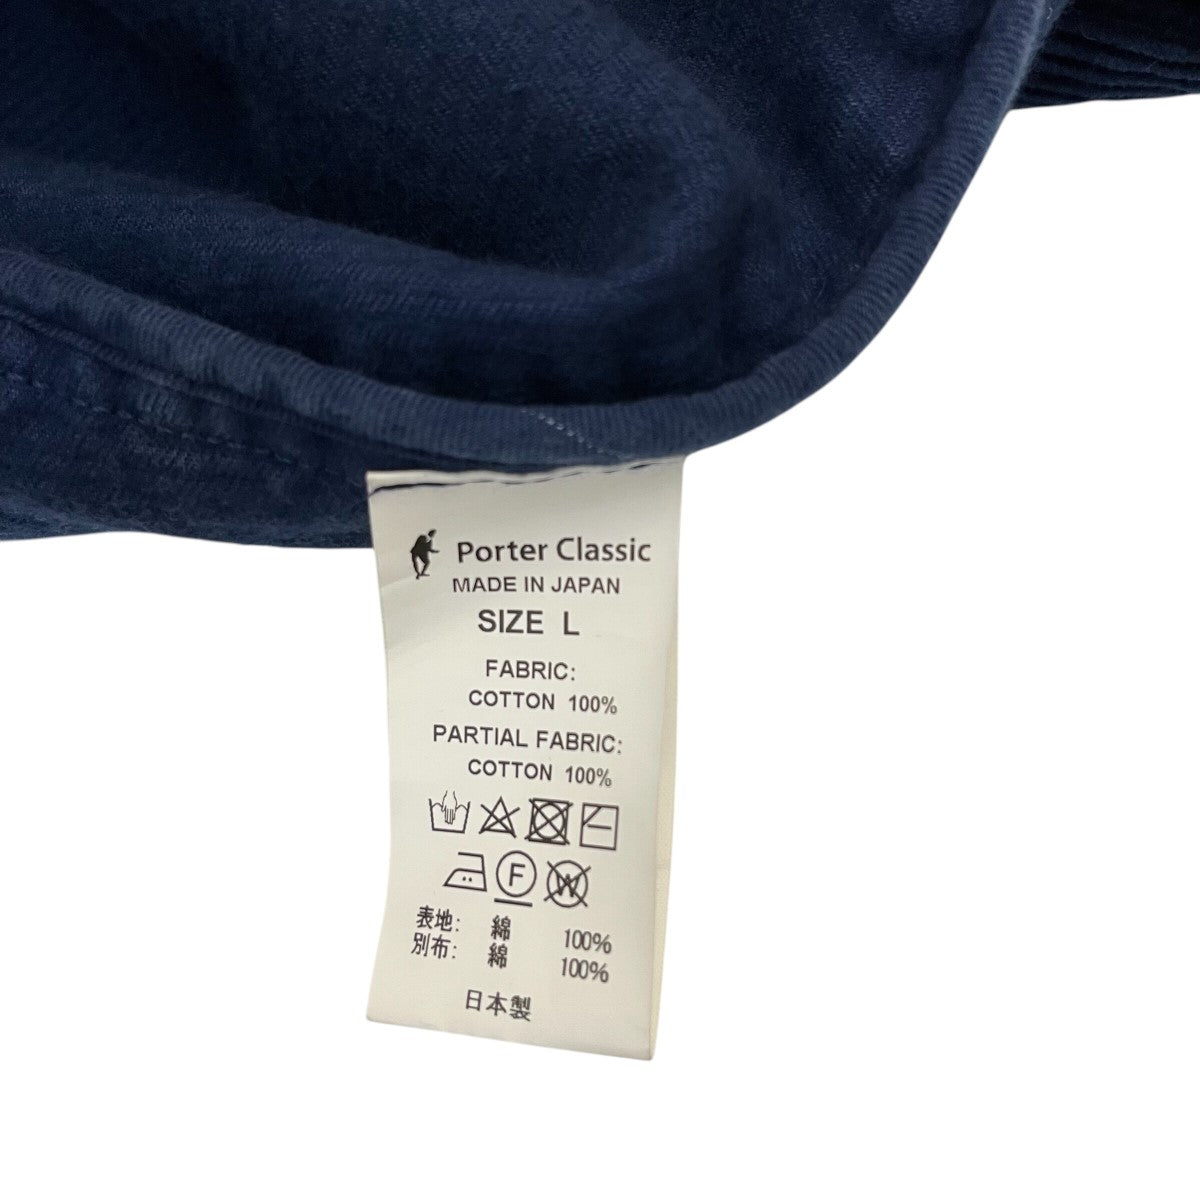 Porter Classic
MADE IN JAPAN
SIZE L
FABRIC:
COTTON 100%
PARTIAL FABRIC:
COTTON 100%
F W
表地: 綿 100%
別布: 綿 100%
日本製